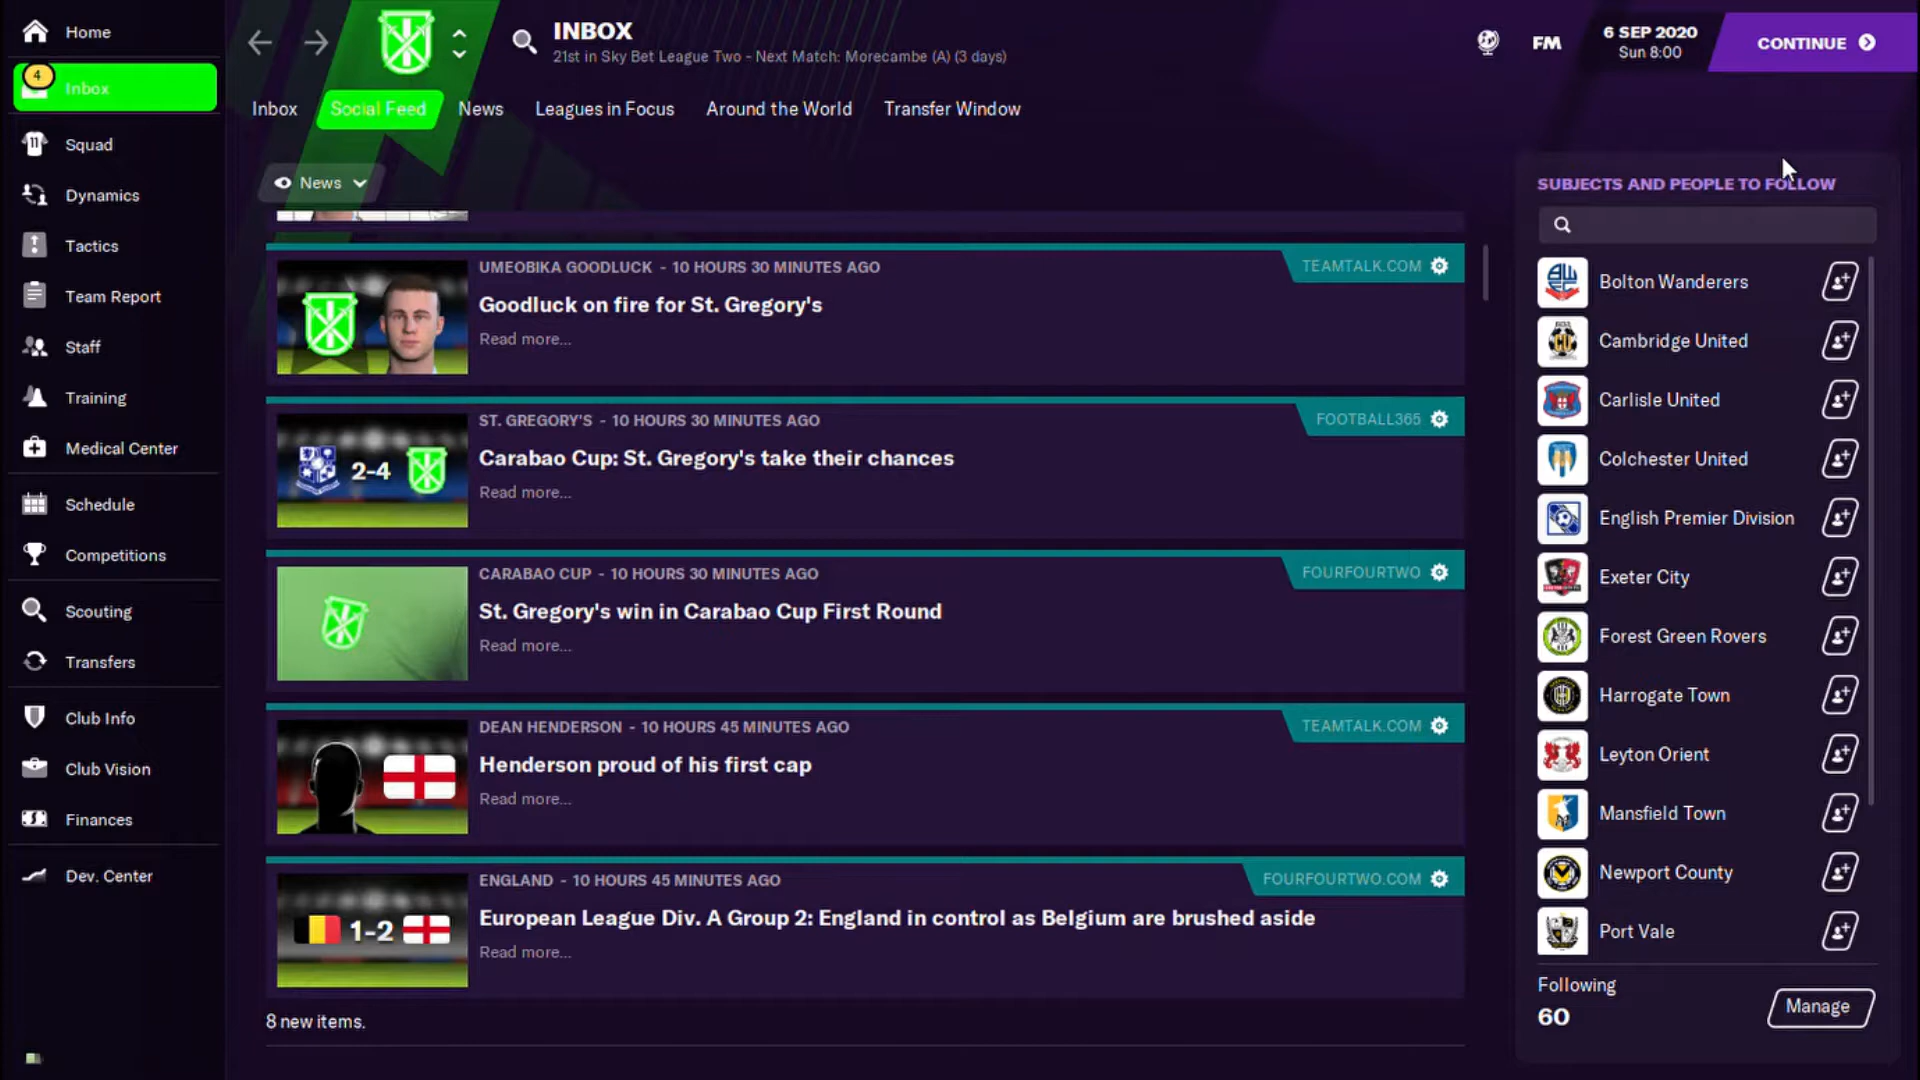 Home
4
Inbox
Squad
Dynamics
Tactics
Team Report
Staff
Training
Medical Center
Schedule
Competitions
Scouting
Transfers
Club Info
Club Vision
Finances
Dev. Center
INBOX
21st in Sky Bet League Two - Next Match: Morecambe (A) (3 days)
FM
6 SEP 2020
Sun 8:00
CONTINUE
Inbox
Social Feed
News
Leagues in Focus
Around the World
Transfer Window
News
UMEOBIKA GOODLUCK - 10 HOURS 30 MINUTES AGO
TEAMTALK.COM
Goodluck on fire for St. Gregory's
Read more...
ST. GREGORY'S - 10 HOURS 30 MINUTES AGO
FOOTBALL365
2-4
Carabao Cup: St. Gregory's take their chances
Read more...
CARABAO CUP - 10 HOURS 30 MINUTES AGO
FOURFOURTWO
St. Gregory's win in Carabao Cup First Round
Read more...
DEAN HENDERSON - 10 HOURS 45 MINUTES AGO
TEAMTALK.COM
Henderson proud of his first cap
Read more...
ENGLAND - 10 HOURS 45 MINUTES AGO
FOURFOURTWO.COM
1-2
European League Div. A Group 2: England in control as Belgium are brushed aside
Read more...
8 new items.
SUBJECTS AND PEOPLE TO FOLLOW
Bolton Wanderers
Cambridge United
Carlisle United
Colchester United
English Premier Division
Exeter City
Forest Green Rovers
Harrogate Town
Leyton Orient
Mansfield Town
Newport County
Port Vale
Following
60
Manage